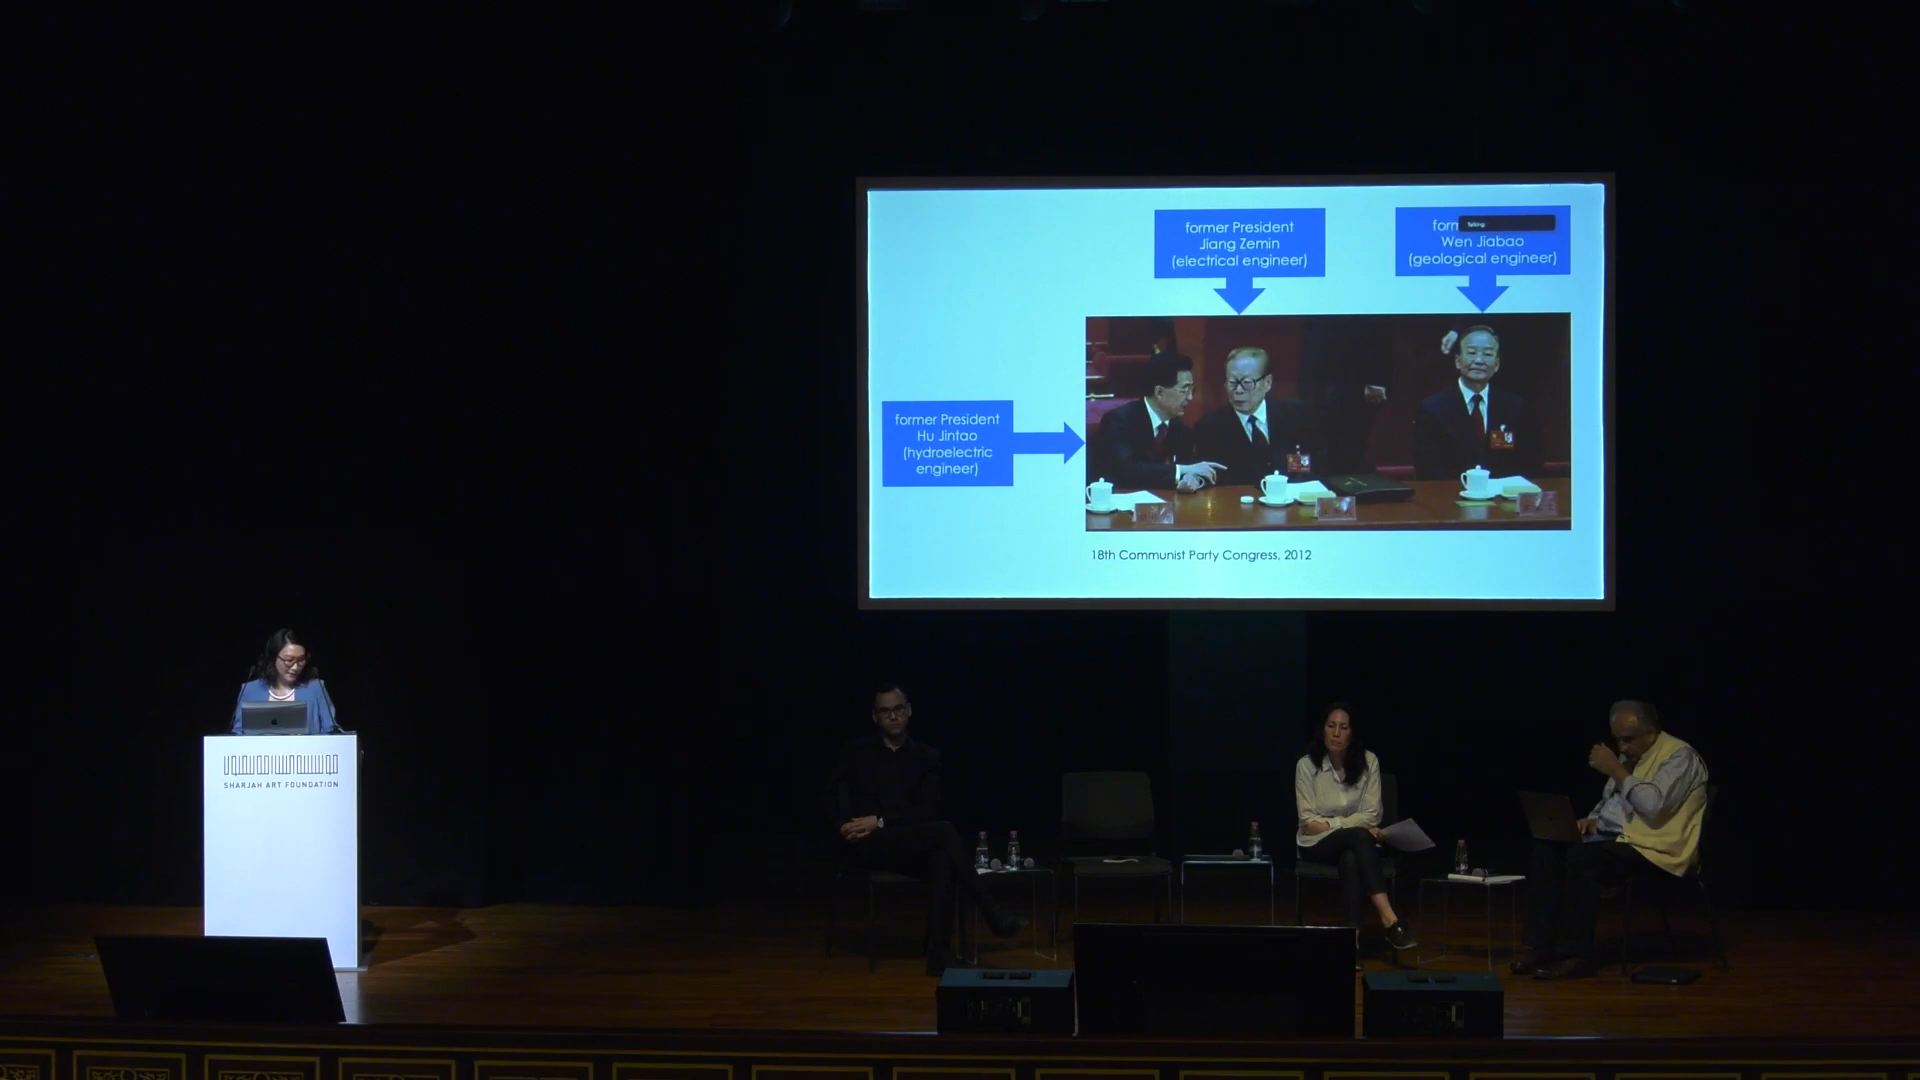 former President
Jiang Zemin
(electrical engineer)
Talking:
Wen Jiabao
(geological engineer)
former President
Hu Jintao
(hydroelectric
engineer)
18th Communist Party Congress, 2012
SHARJAH ART FOUNDATION